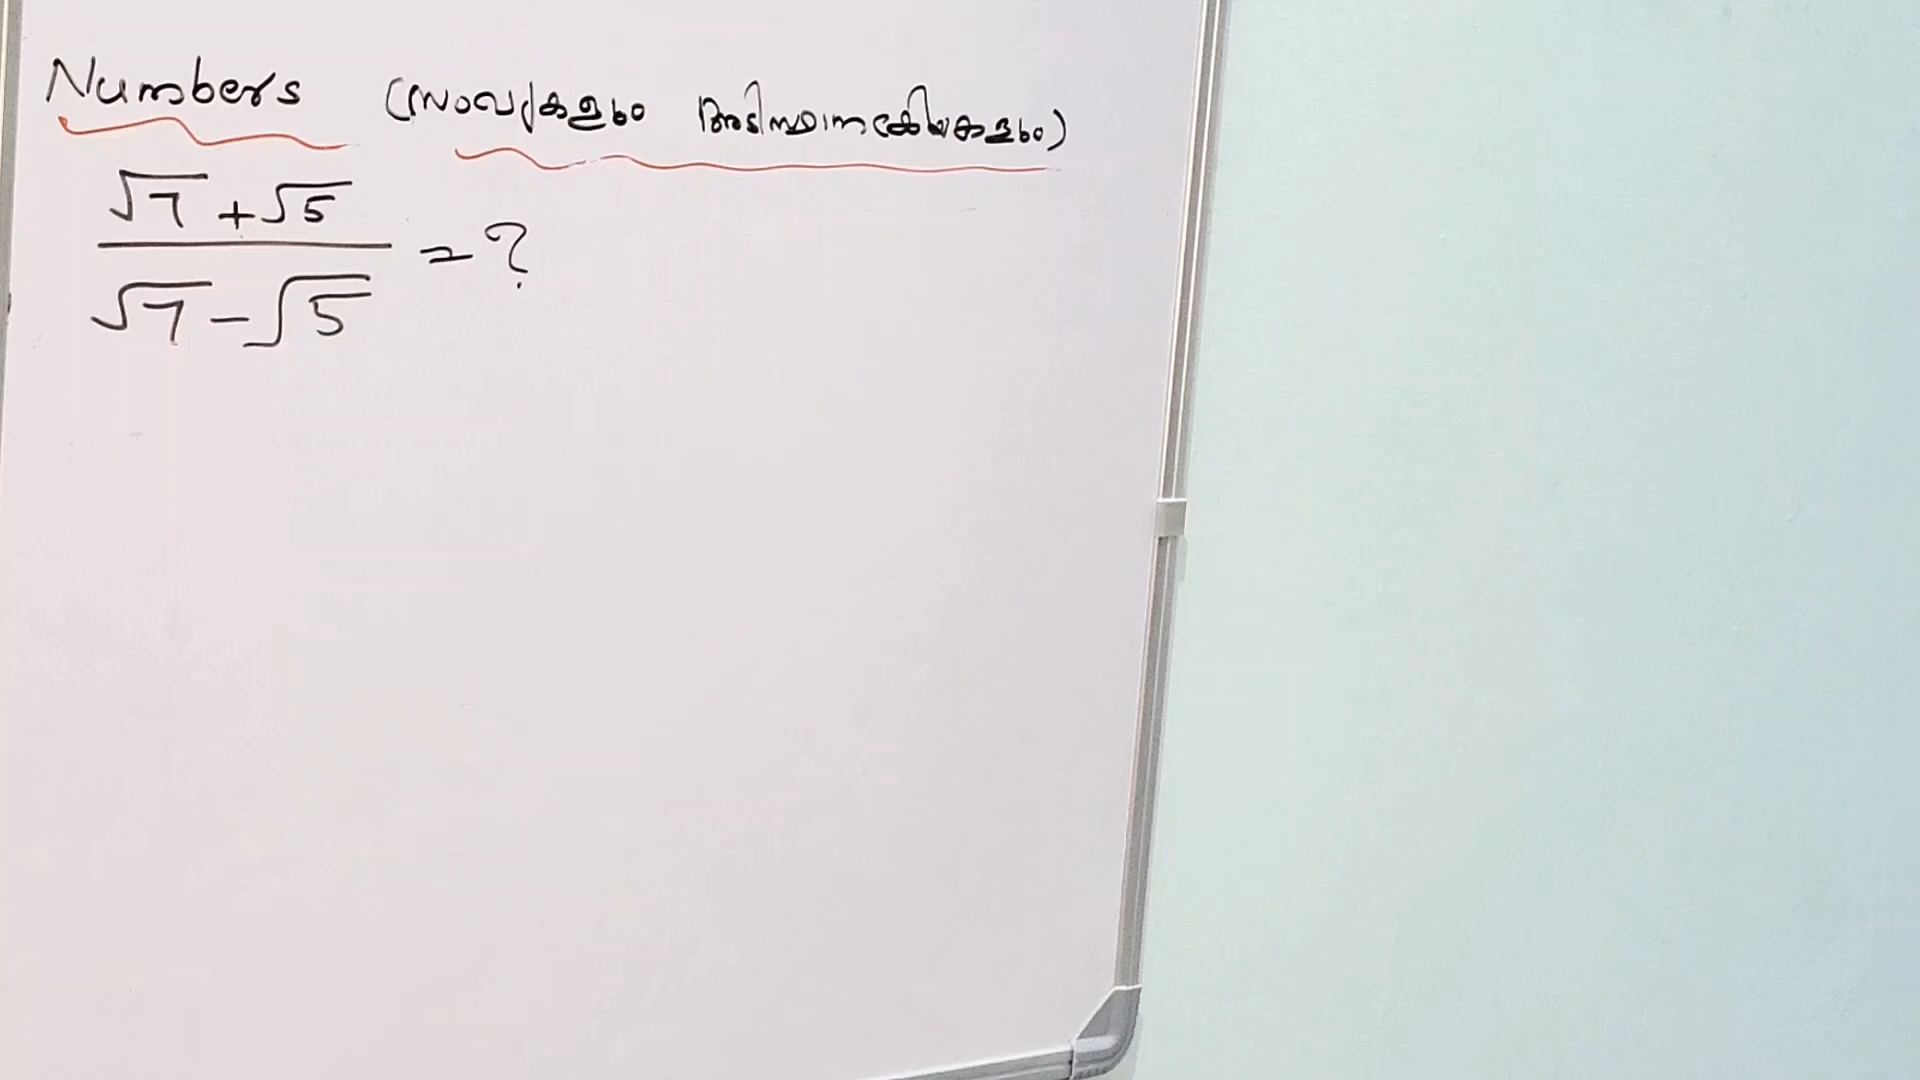 Numbers (സംഖ്യകളും അടിസ്ഥാനക്രിയകളും)
√7 + √5
= ?
√7 - √5